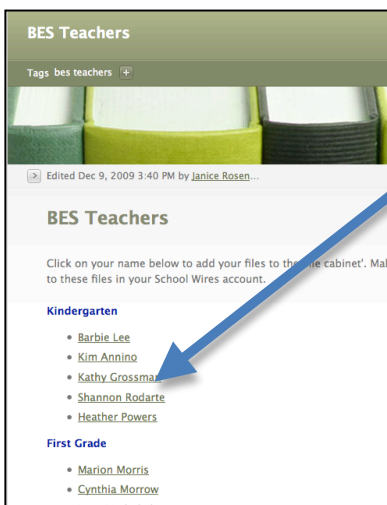 BES Teachers
Tags bes teachers +
Edited Dec 9, 2009 3:40 PM by Janice Rosen...
BES Teachers
Click on your name below to add your files to the cabinet'.
to these files in your School Wires account.
Kindergarten
Barbie Lee
Kim Annino
Kathy
Shannon Rodarte
Heather Powers
First Grade
Marion Morris
Cynthia Morrow